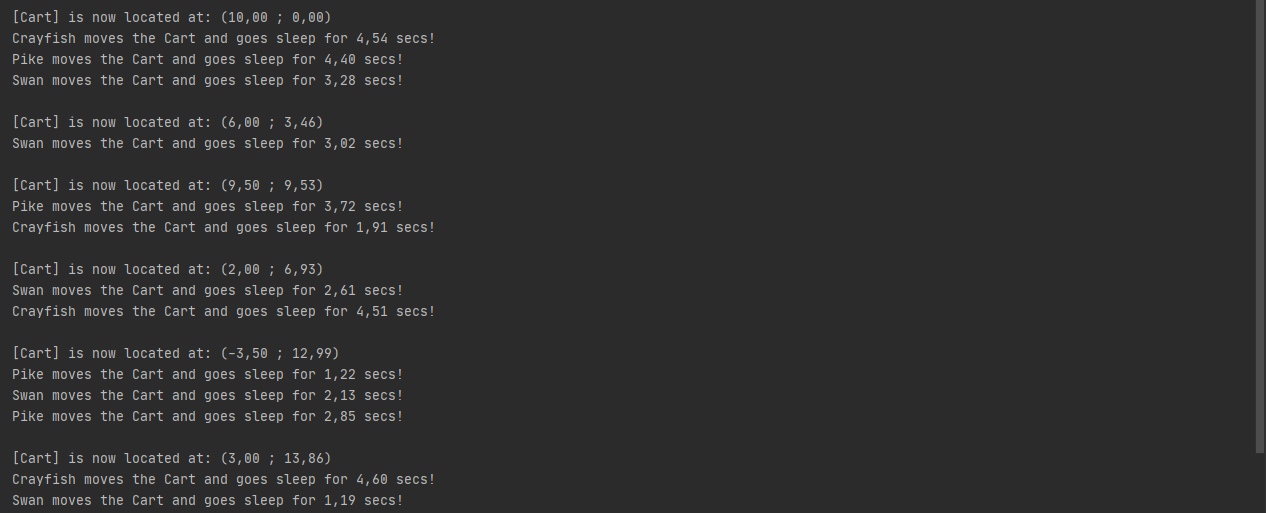 [Cart] is now located at: (10,00 ; 0,00)
Crayfish moves the Cart and goes sleep for 4,54 secs!
Pike moves the Cart and goes sleep for 4,40 secs!
Swan moves the Cart and goes sleep for 3,28 secs!

[Cart] is now located at: (6,00 ; 3,46)
Swan moves the Cart and goes sleep for 3,02 secs!

[Cart] is now located at: (9,50 ; 9,53)
Pike moves the Cart and goes sleep for 3,72 secs!
Crayfish moves the Cart and goes sleep for 1,91 secs!

[Cart] is now located at: (2,00 ; 6,93)
Swan moves the Cart and goes sleep for 2,61 secs!
Crayfish moves the Cart and goes sleep for 4,51 secs!

[Cart] is now located at: (-3,50 ; 12,99)
Pike moves the Cart and goes sleep for 1,22 secs!
Swan moves the Cart and goes sleep for 2,13 secs!
Pike moves the Cart and goes sleep for 2,85 secs!

[Cart] is now located at: (3,00 ; 13,86)
Crayfish moves the Cart and goes sleep for 4,60 secs!
Swan moves the Cart and goes sleep for 1,19 secs!